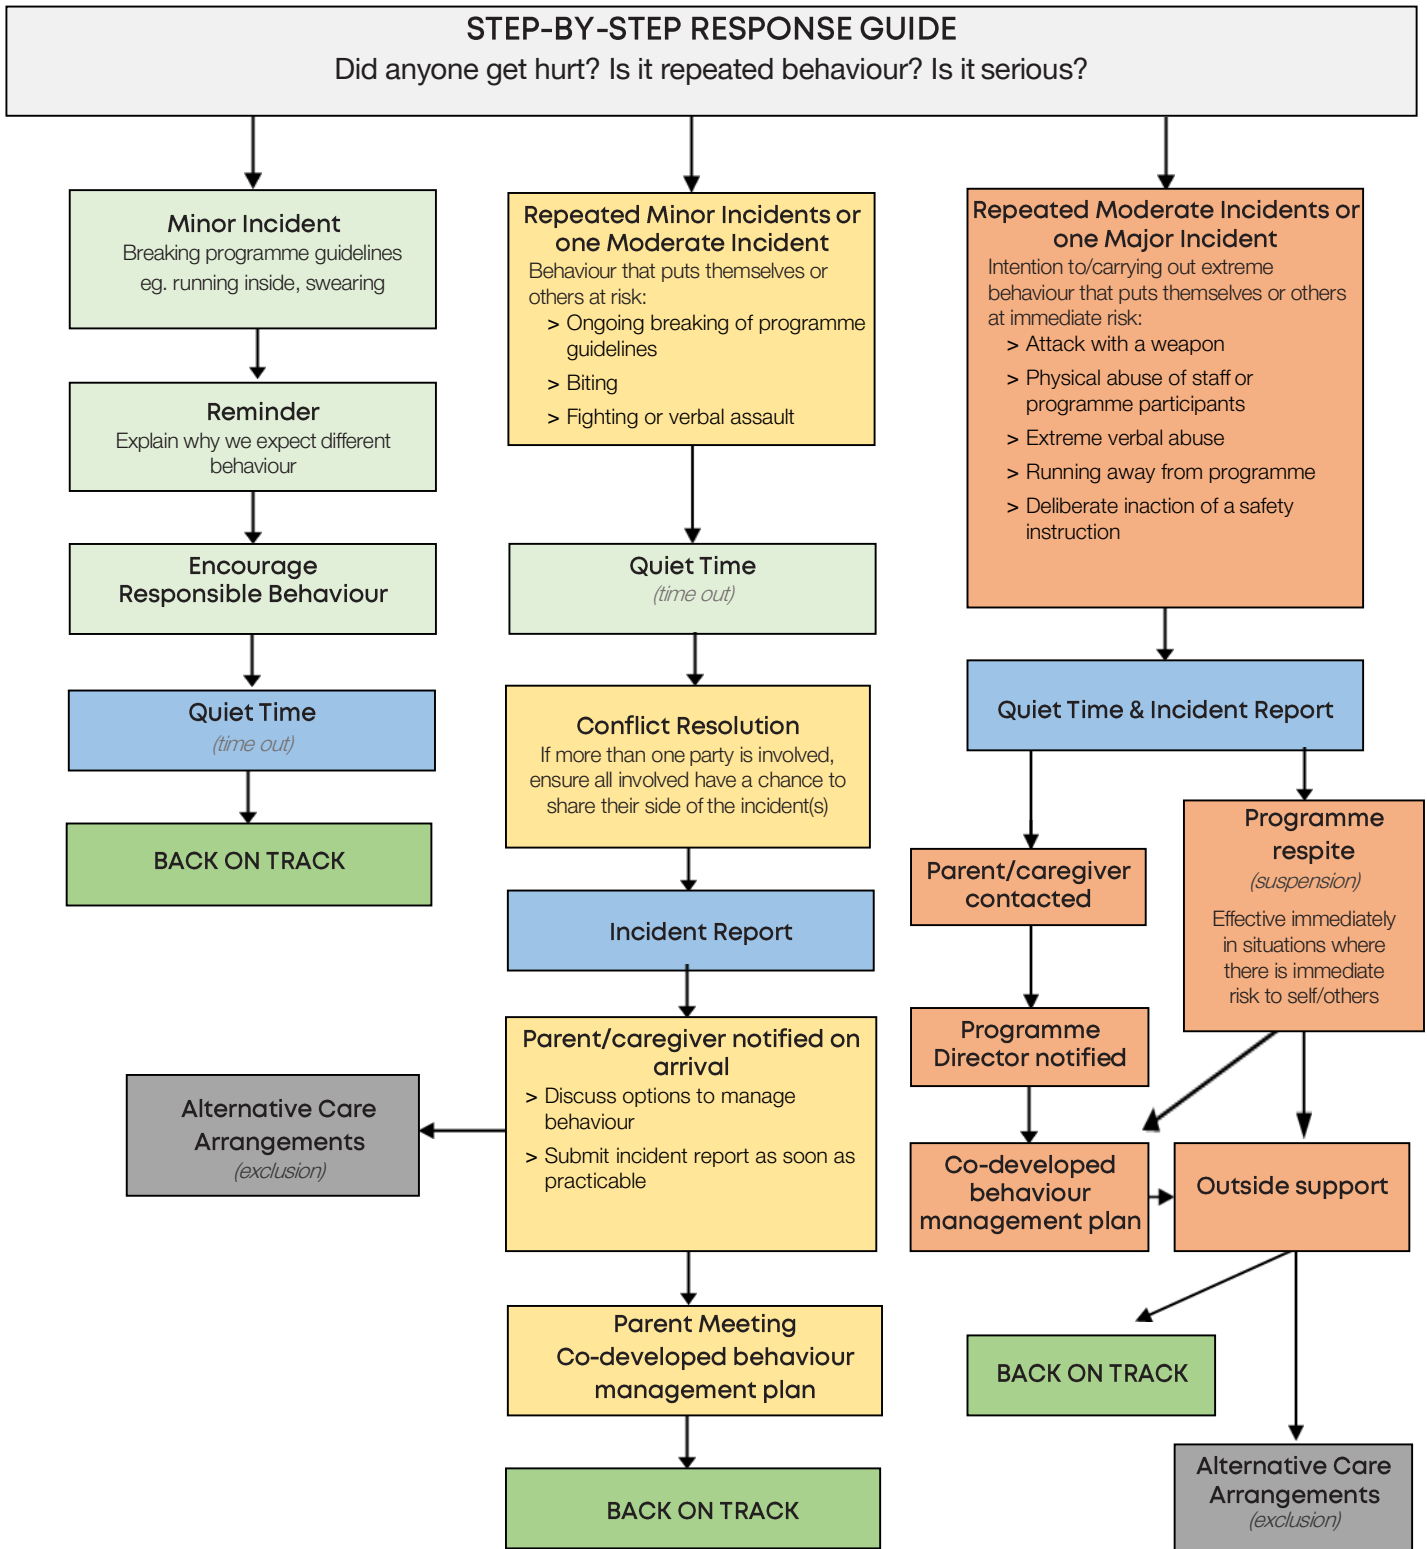 STEP-BY-STEP RESPONSE GUIDE
Did anyone get hurt? Is it repeated behaviour? Is it serious?
Minor Incident
Breaking programme guidelines
eg. running inside, swearing
Reminder
Explain why we expect different
behaviour
Encourage
Responsible Behaviour
Quiet Time
(time out)
BACK ON TRACK
Repeated Minor Incidents or
one Moderate Incident
Behaviour that puts themselves or
others at risk:
> Ongoing breaking of programme
guidelines
> Biting
> Fighting or verbal assault
Quiet Time
(time out)
Conflict Resolution
If more than one party is involved,
ensure all involved have a chance to
share their side of the incident(s)
Incident Report
Parent/caregiver notified on
arrival
> Discuss options to manage
behaviour
> Submit incident report as soon as
practicable
Alternative Care
Arrangements
(exclusion)
Parent Meeting
Co-developed behaviour
management plan
BACK ON TRACK
Repeated Moderate Incidents or
one Major Incident
Intention to/carrying out extreme
behaviour that puts themselves or others
at immediate risk:
> Attack with a weapon
> Physical abuse of staff or
programme participants
> Extreme verbal abuse
> Running away from programme
> Deliberate inaction of a safety
instruction
Quiet Time & Incident Report
Parent/caregiver
contacted
Programme
Director notified
Co-developed
behaviour
management plan
Programme
respite
(suspension)
Effective immediately
in situations where
there is immediate
risk to self/others
Outside support
BACK ON TRACK
Alternative Care
Arrangements
(exclusion)